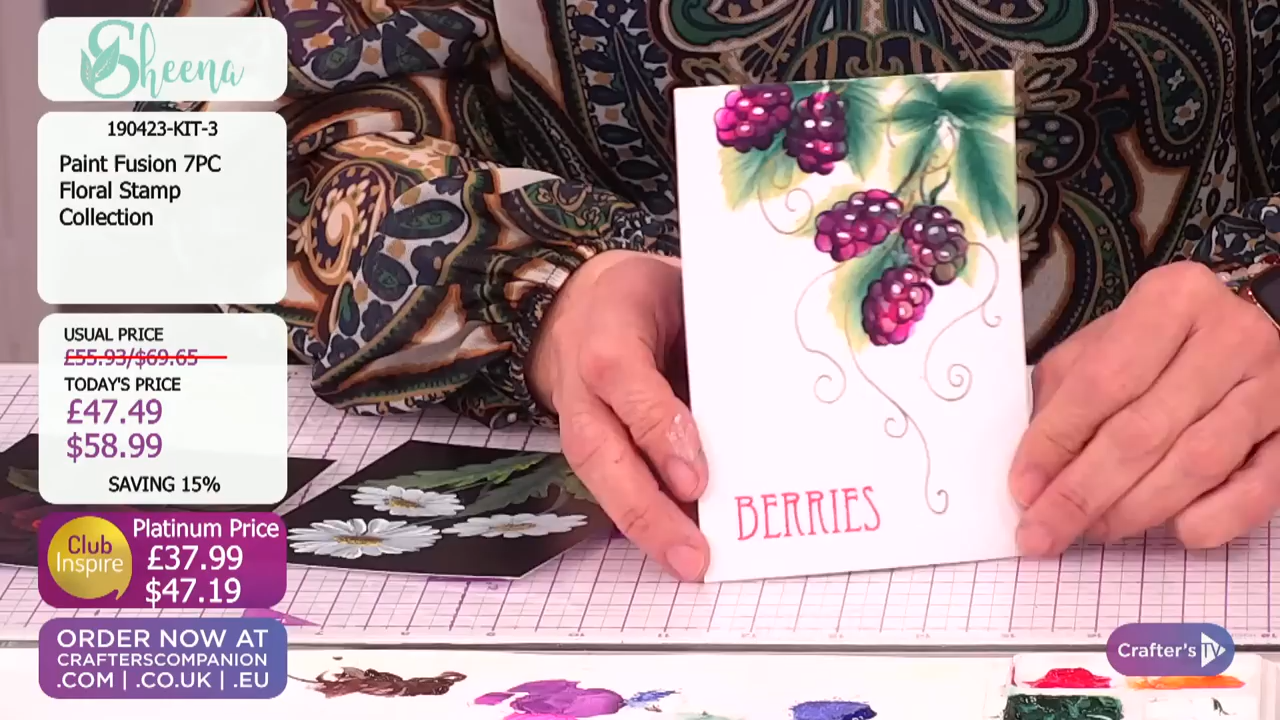 Sheena
190423-KIT-3
Paint Fusion 7PC
Floral Stamp
Collection
USUAL PRICE
£55.93/$69.65
TODAY'S PRICE
£47.49
$58.99
SAVING 15%
Club
Inspire
Platinum Price
£37.99
$47.19
ORDER NOW AT
CRAFTERSCOMPANION
.COM | .CO.UK | .EU
BERRIES
Crafter's TV